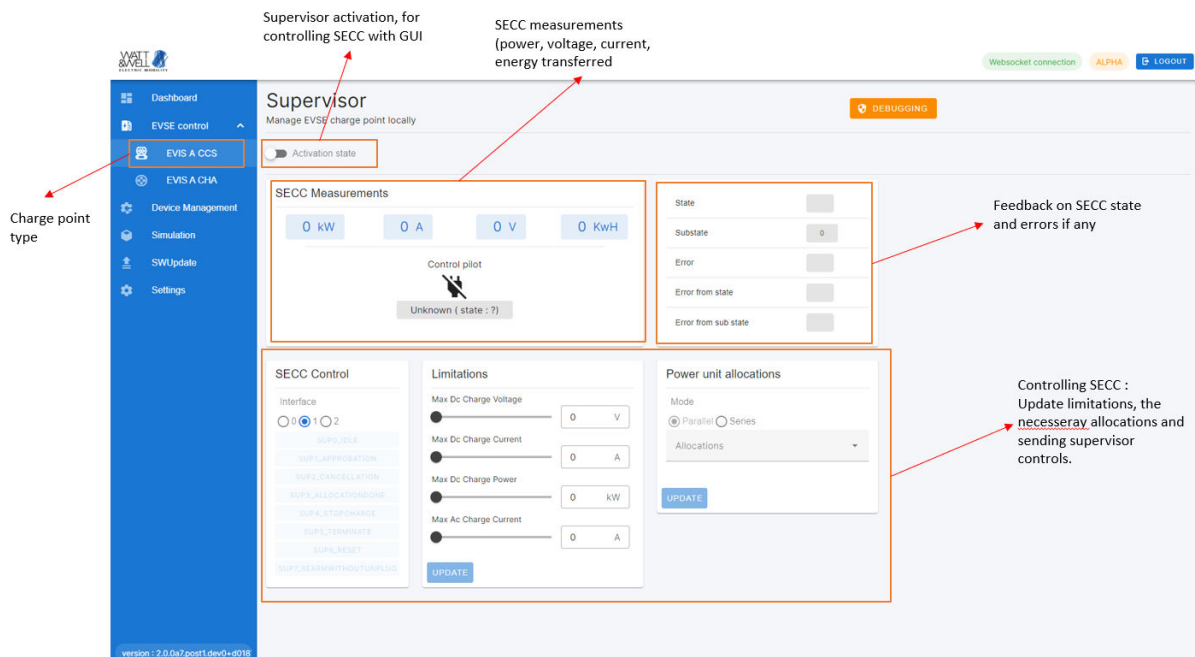 Supervisor activation, for
controlling SECC with GUI
SECC measurements
(power, voltage, current,
energy transferred
WATT
&WELL
ELECTRIC MOBILITY
Websocket connection
ALPHA
LOGOUT
Dashboard
EVSE control
EVIS A CCS
EVIS A CHA
Device Management
Simulation
SWUpdate
Settings
version : 2.0.0a7.post1.dev0+d018
Charge point
type
Supervisor
Manage EVSE charge point locally
DEBUGGING
Activation state
SECC Measurements
0 kW
0 A
0 V
0 KwH
Control pilot
Unknown ( state : ?)
State
Substate
0
Error
Error from state
Error from sub state
Feedback on SECC state
and errors if any
SECC Control
Interface
0 1 2
SUP0_IDLE
SUP1_APPROBATION
SUP2_CANCELLATION
SUP3_ALLOCATIONDONE
SUP4_STOPCHARGE
SUP5_TERMINATE
SUP6_RESET
SUP7_REARMWITHOUTUNPLUG
Limitations
Max Dc Charge Voltage
0 V
Max Dc Charge Current
0 A
Max Dc Charge Power
0 kW
Max Ac Charge Current
0 A
UPDATE
Power unit allocations
Mode
Parallel Series
Allocations
UPDATE
Controlling SECC :
Update limitations, the
necesseray allocations and
sending supervisor
controls.